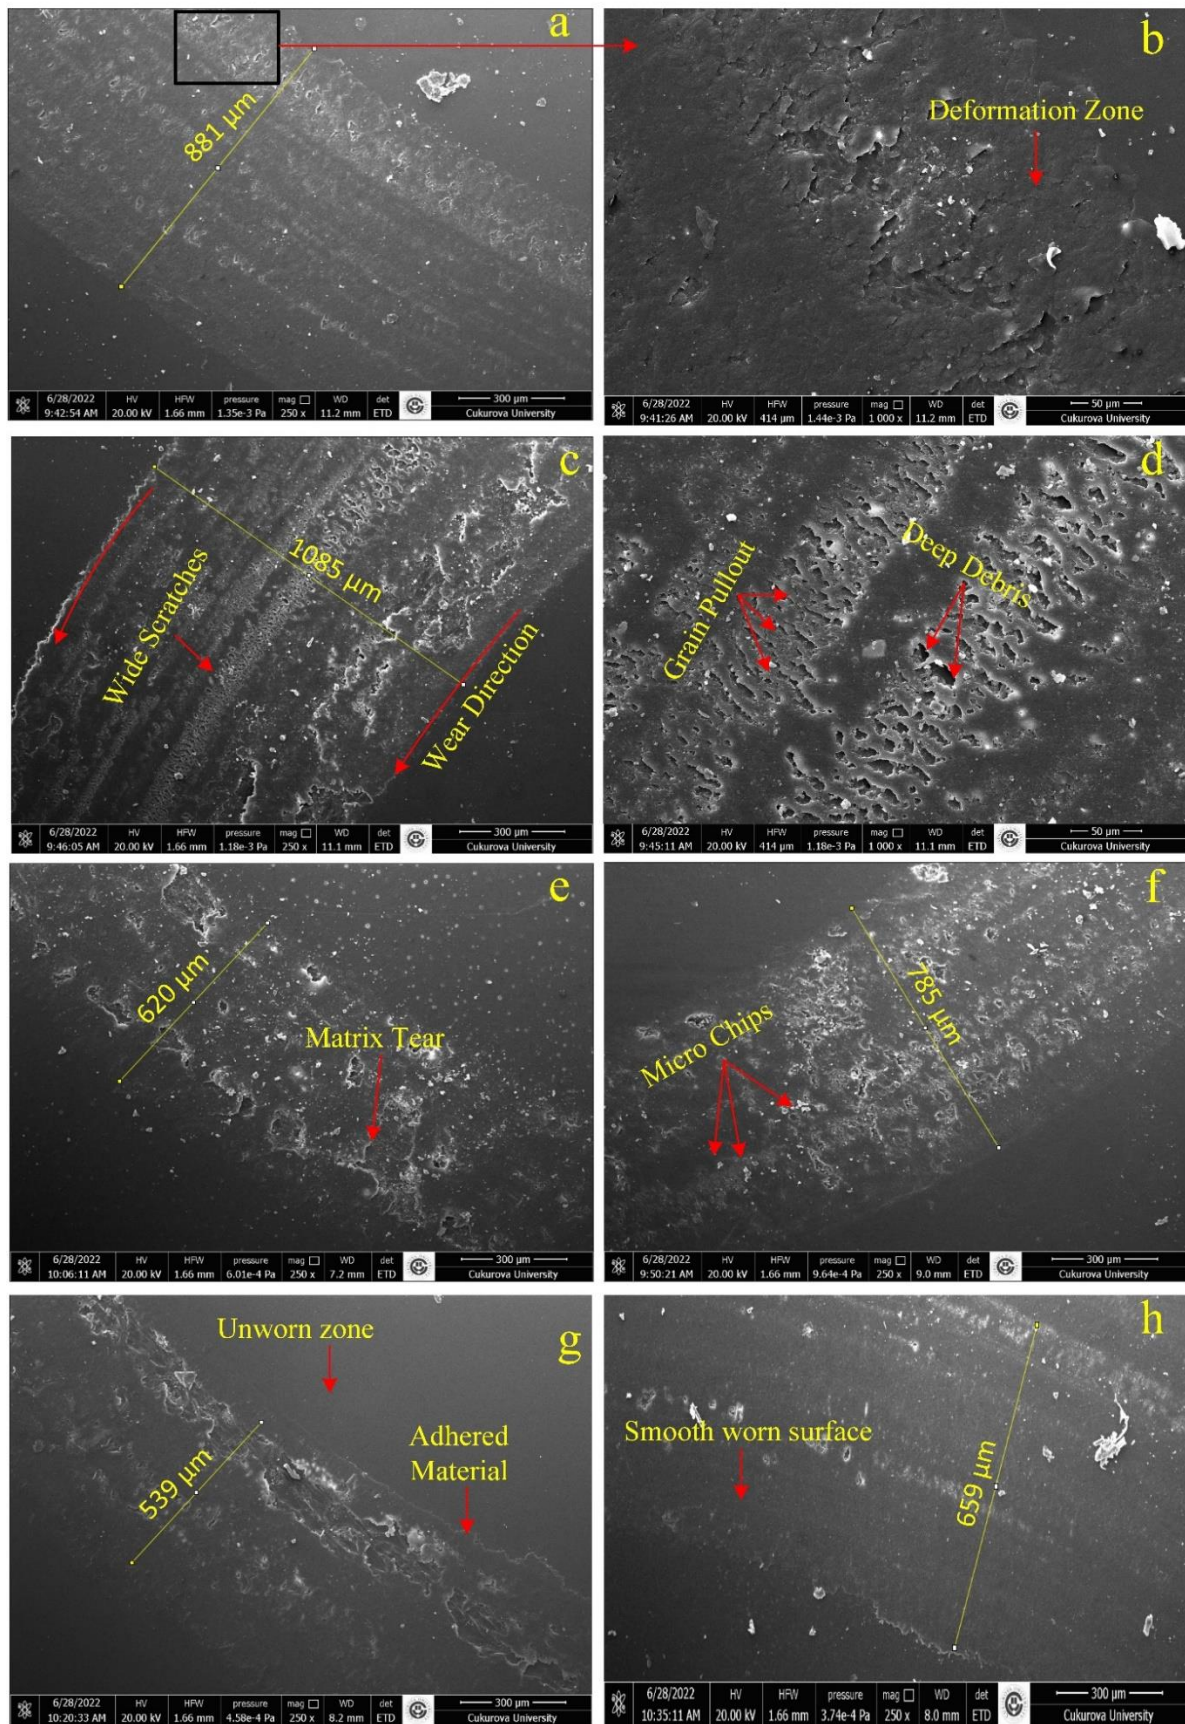 a
881 μm
6/28/2022 HV HFW pressure mag WD det 300 μm
9:42:54 AM 20.00 kV 1.66 mm 1.35e-3 Pa 250 x 11.2 mm ETD Cukurova University
b
Deformation Zone
6/28/2022 HV HFW pressure mag WD det 50 μm
9:41:26 AM 20.00 kV 414 μm 1.44e-3 Pa 1 000 x 11.2 mm ETD Cukurova University
c
1085 μm
Wide Scratches
Wear Direction
6/28/2022 HV HFW pressure mag WD det 300 μm
9:46:05 AM 20.00 kV 1.66 mm 1.18e-3 Pa 250 x 11.1 mm ETD Cukurova University
d
Grain Pullout
Deep Debris
6/28/2022 HV HFW pressure mag WD det 50 μm
9:45:11 AM 20.00 kV 414 μm 1.18e-3 Pa 1 000 x 11.1 mm ETD Cukurova University
e
620 μm
Matrix Tear
6/28/2022 HV HFW pressure mag WD det 300 μm
10:06:11 AM 20.00 kV 1.66 mm 6.01e-4 Pa 250 x 7.2 mm ETD Cukurova University
f
785 μm
Micro Chips
6/28/2022 HV HFW pressure mag WD det 300 μm
9:50:21 AM 20.00 kV 1.66 mm 9.64e-4 Pa 250 x 9.0 mm ETD Cukurova University
Unworn zone
g
Adhered
Material
539 μm
6/28/2022 HV HFW pressure mag WD det 300 μm
10:20:33 AM 20.00 kV 1.66 mm 4.58e-4 Pa 250 x 8.2 mm ETD Cukurova University
h
Smooth worn surface
659 μm
6/28/2022 HV HFW pressure mag WD det 300 μm
10:35:11 AM 20.00 kV 1.66 mm 3.74e-4 Pa 250 x 8.0 mm ETD Cukurova University